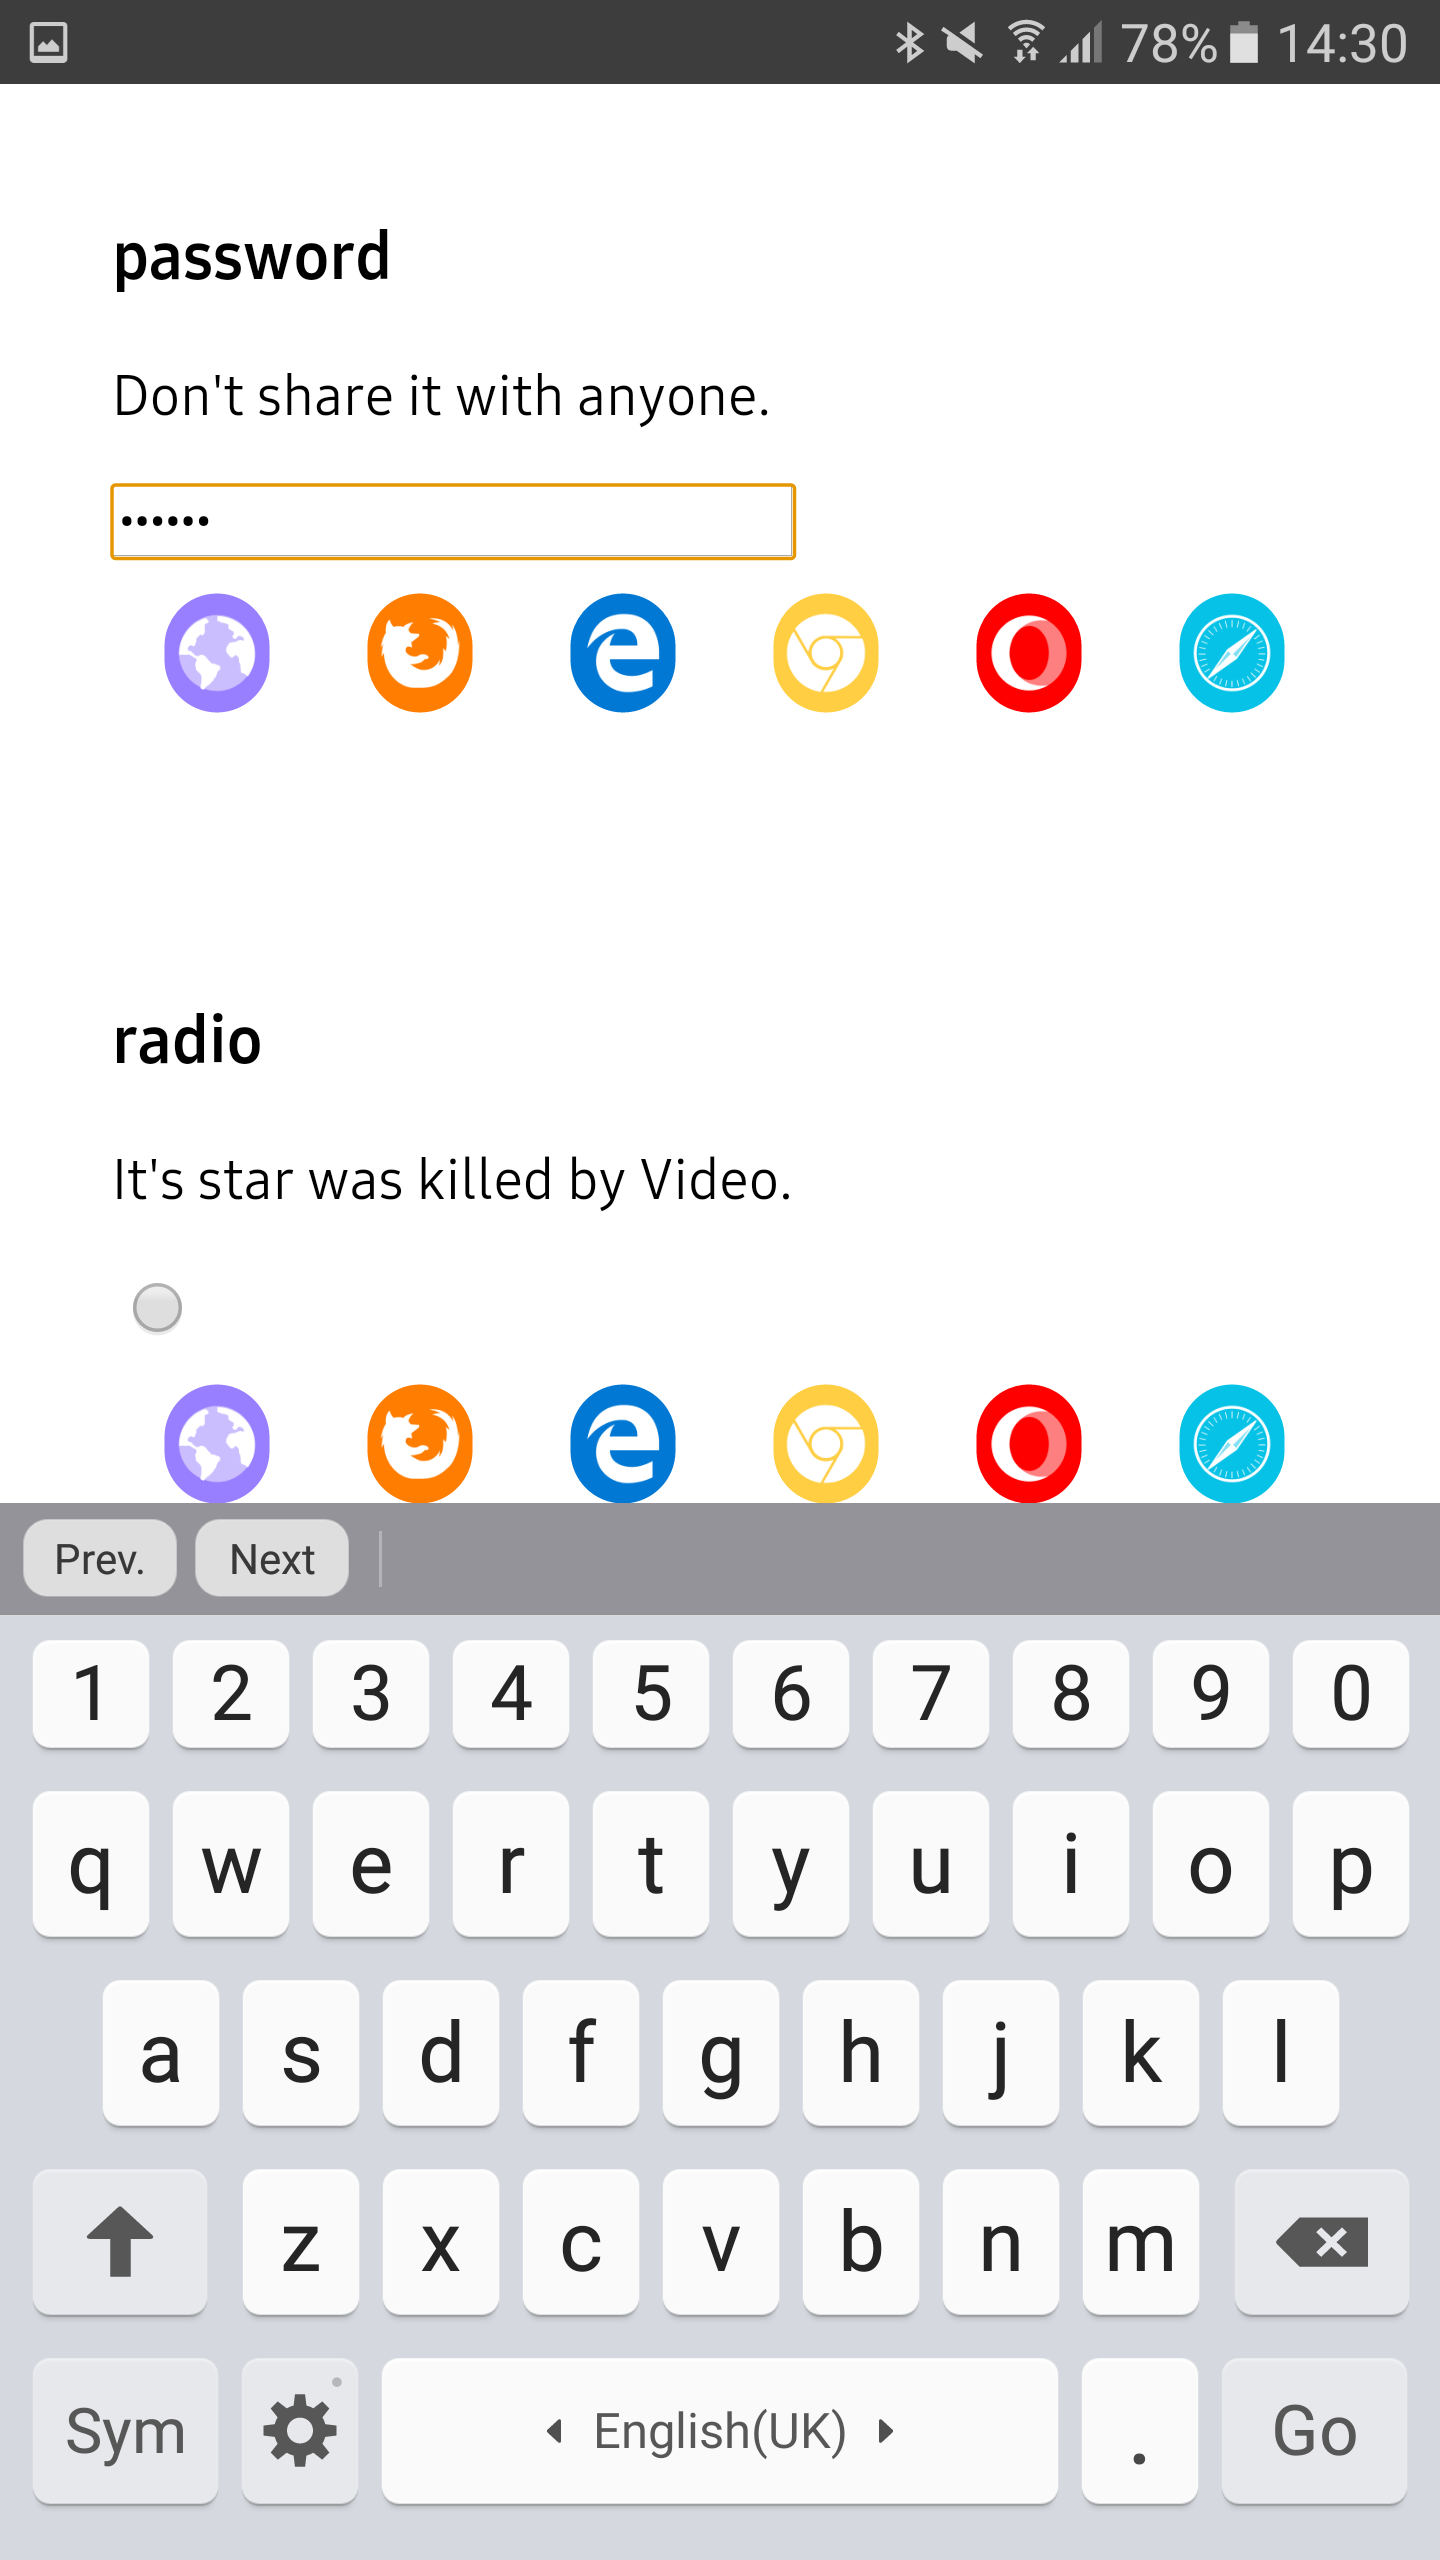 78% 14:30
password
Don't share it with anyone.
••••••
radio
It's star was killed by Video.
Prev. Next
1 2 3 4 5 6 7 8 9 0
q w e r t y u i o p
a s d f g h j k l
z x c v b n m
Sym English(UK) . Go